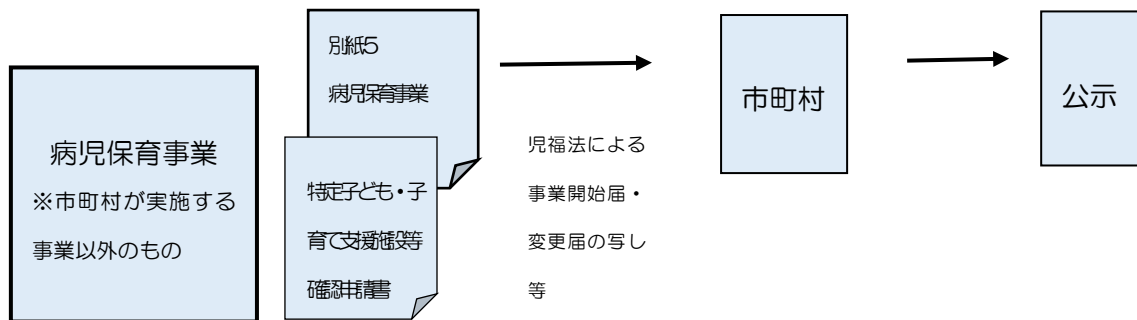 病児保育事業
※市町村が実施する
事業以外のもの
別紙5
病児保育事業
特定子ども・子
育て支援施設等
確認申請書
児福法による
事業開始届・
変更届の写し
等
市町村
公示